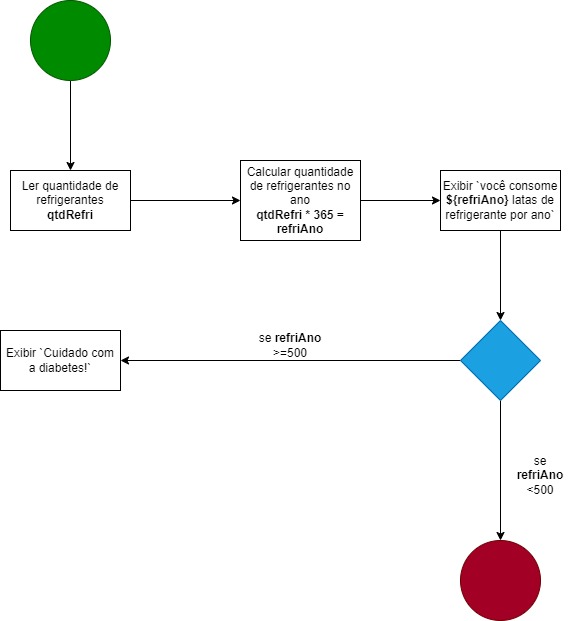 Ler quantidade de
refrigerantes
qtdRefri
Calcular quantidade
de refrigerantes no
ano
qtdRefri * 365 =
refriAno
Exibir `você consome
${refriAno} latas de
refrigerante por ano`
se refriAno
>=500
Exibir `Cuidado com
a diabetes!`
se
refriAno
<500